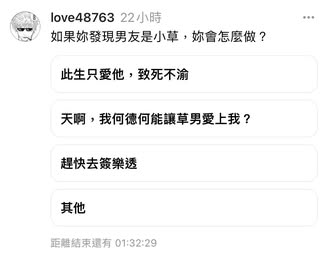 love48763 22小時
如果妳發現男友是小草，妳會怎麼做？
此生只愛他，致死不渝
天啊，我何德何能讓草男愛上我？
趕快去簽樂透
其他
距離結束還有 01:32:29